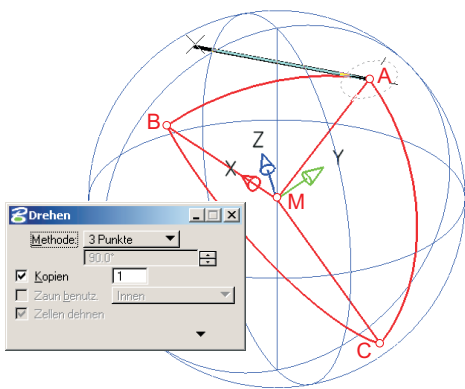 A
B
Z
Y
X
M
Drehen
Methode: 3 Punkte
90.0°
Kopien 1
Zaun benutz. Innen
Zellen dehnen
C